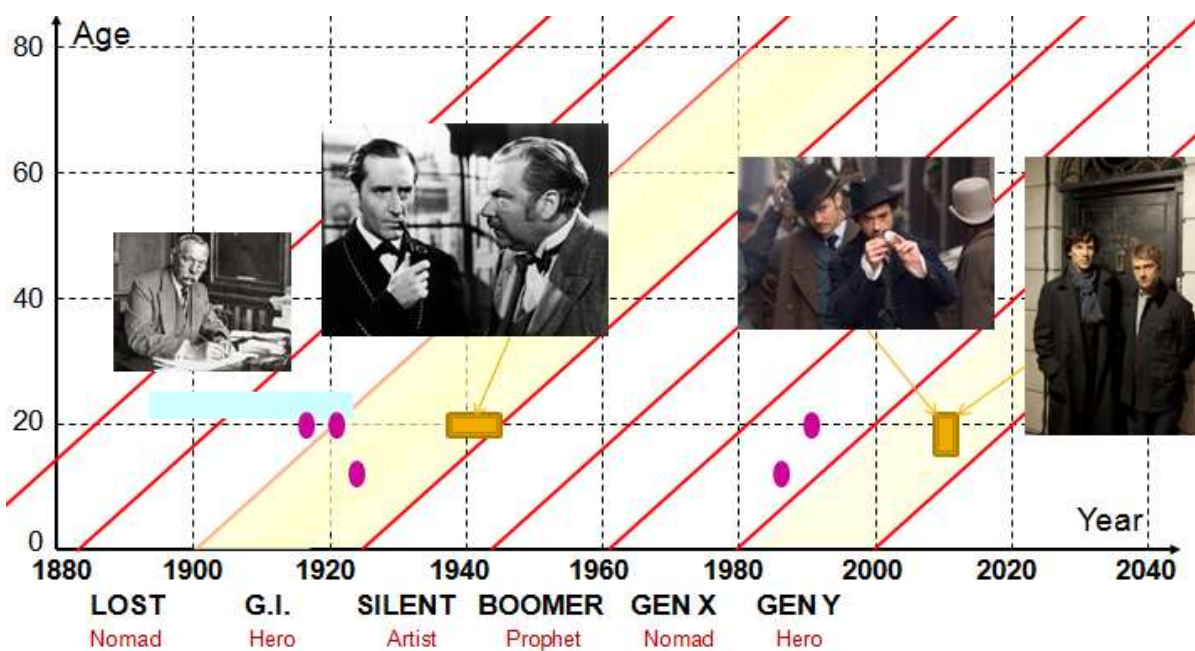 Age
80
60
40
20
0
Year
1880 1900 1920 1940 1960 1980 2000 2020 2040
LOST G.I. SILENT BOOMER GEN X GEN Y
Nomad Hero Artist Prophet Nomad Hero